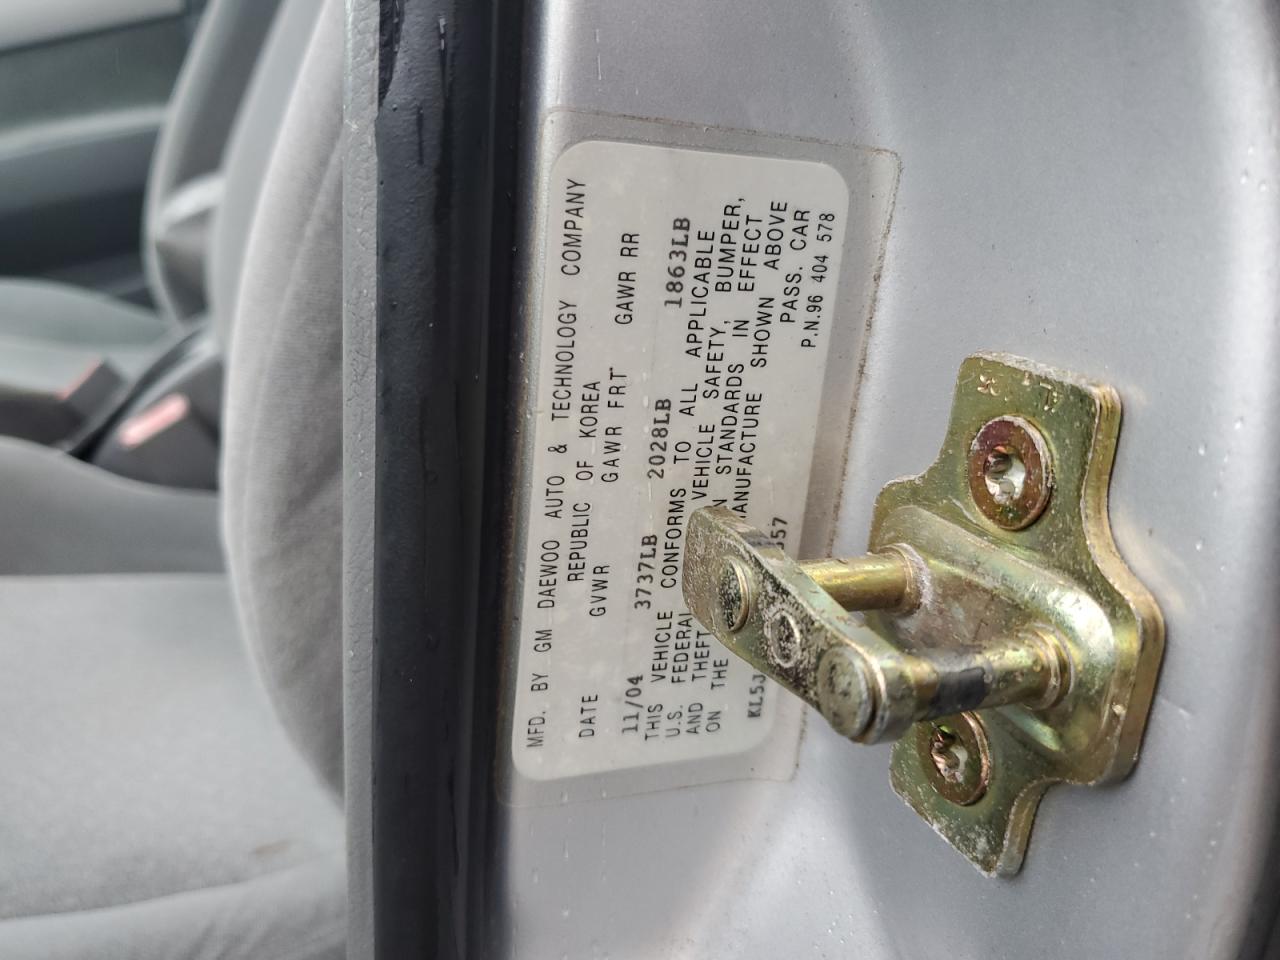 MFD. BY GM DAEWOO AUTO & TECHNOLOGY COMPANY
REPUBLIC OF KOREA
DATE GVWR GAWR FRT GAWR RR
11/04 3737LB 2028LB 1863LB
THIS VEHICLE CONFORMS TO ALL APPLICABLE
U.S. FEDERAL VEHICLE SAFETY, BUMPER,
AND THEFT STANDARDS IN EFFECT
ON THE MANUFACTURE SHOWN ABOVE
KL5J 557 PASS. CAR
P.N.96 404 578